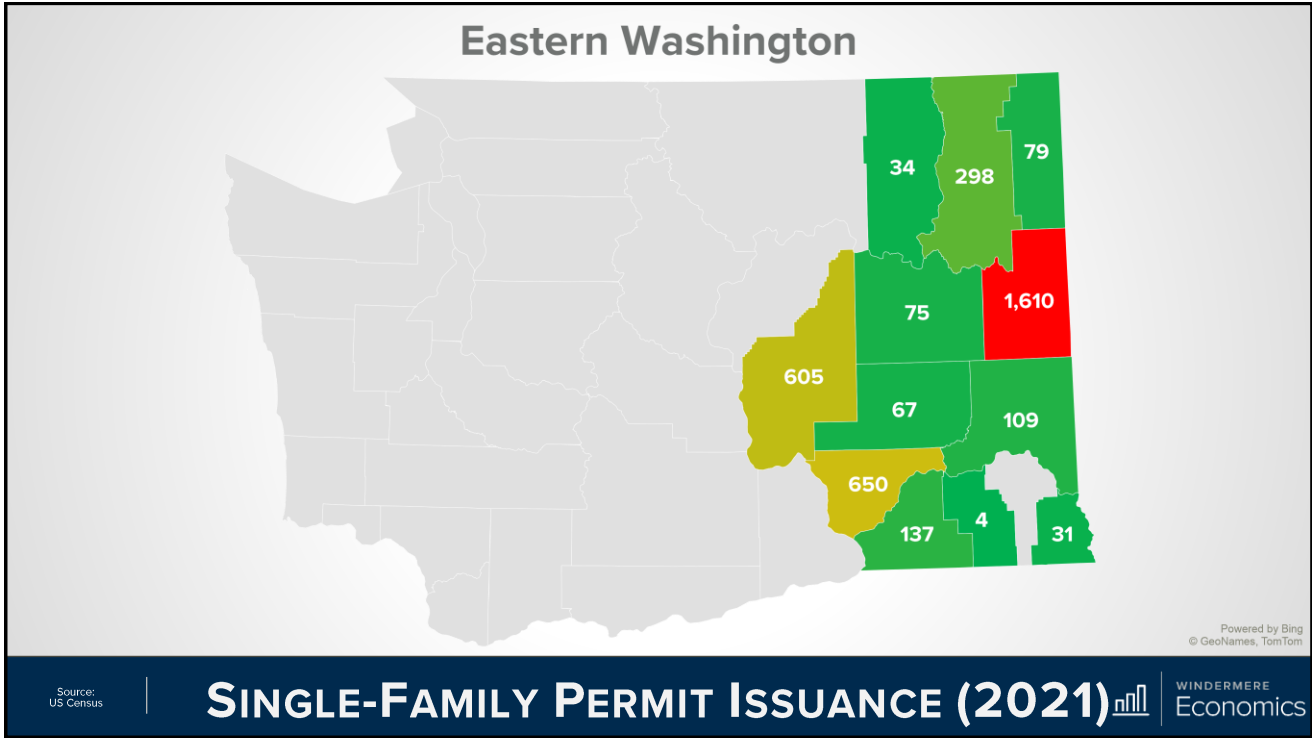 Eastern Washington
34
298
79
1,610
75
605
67
109
650
137
4
31
Powered by Bing
© GeoNames, TomTom
Source:
US Census
SINGLE-FAMILY PERMIT ISSUANCE (2021)
WINDERMERE
Economics